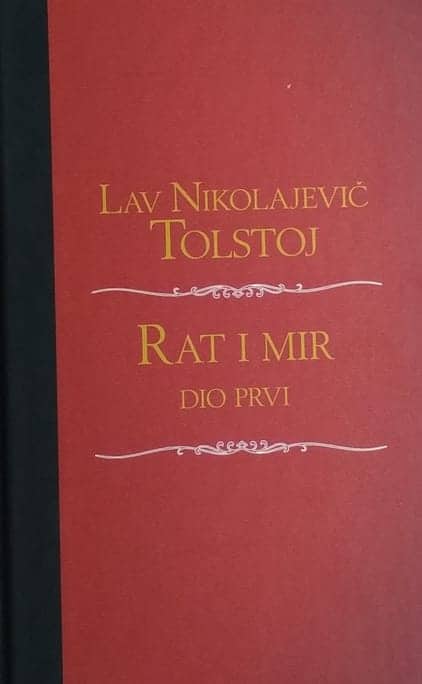 LAV NIKOLAJEVIČ
TOLSTOJ
RAT I MIR
DIO PRVI